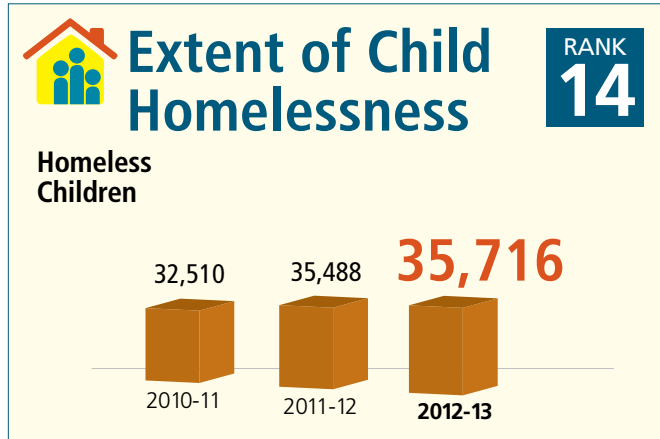 Extent of Child
Homelessness
RANK
14
Homeless
Children
32,510
35,488
35,716
2010-11
2011-12
2012-13